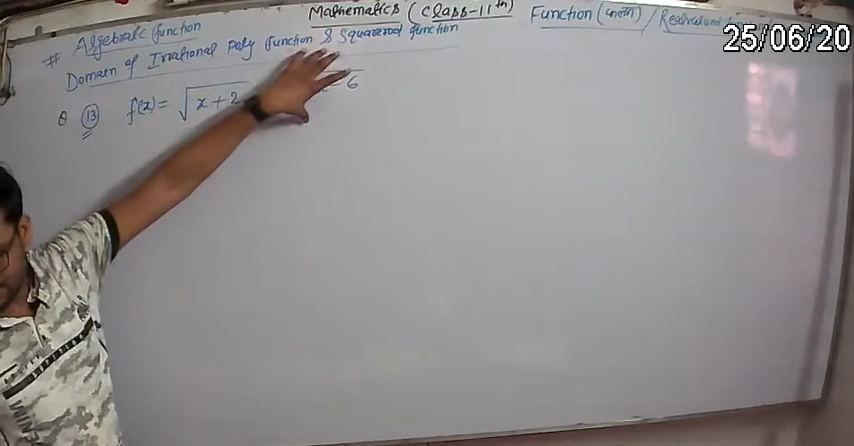 Mathematics (Class-11th) Function (फलन) / Realvalued
25/06/20
# Algebraic function
Domain of Irrational Poly function & Squareroot function
Q (13) f(x) = √x+2 - 6